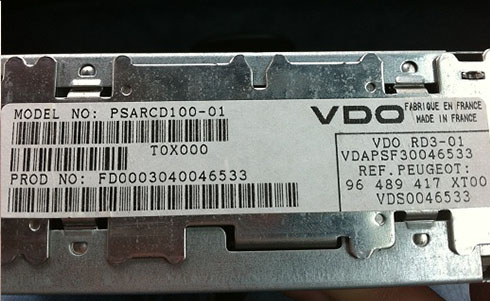 MODEL NO: PSARCD100-01
T0X000
PROD NO: FD0003040046533
VDO
FABRIQUE EN FRANCE
MADE IN FRANCE
VDO RD3-01
VDAPSF30046533
REF.PEUGEOT:
96 489 417 XT00
VDS0046533